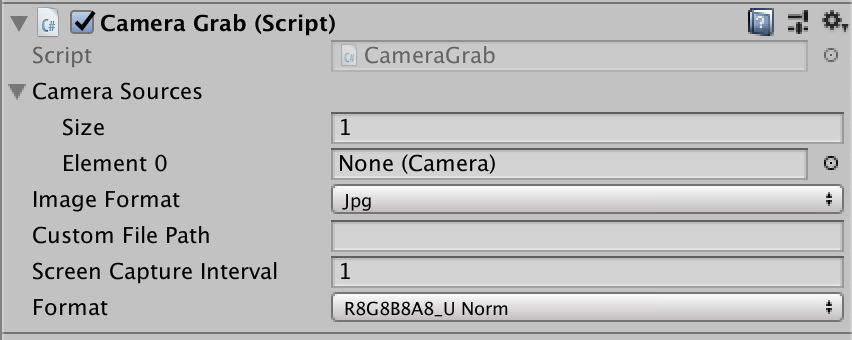 Camera Grab (Script)
Script CameraGrab
Camera Sources
Size 1
Element 0 None (Camera)
Image Format Jpg
Custom File Path
Screen Capture Interval 1
Format R8G8B8A8_U Norm